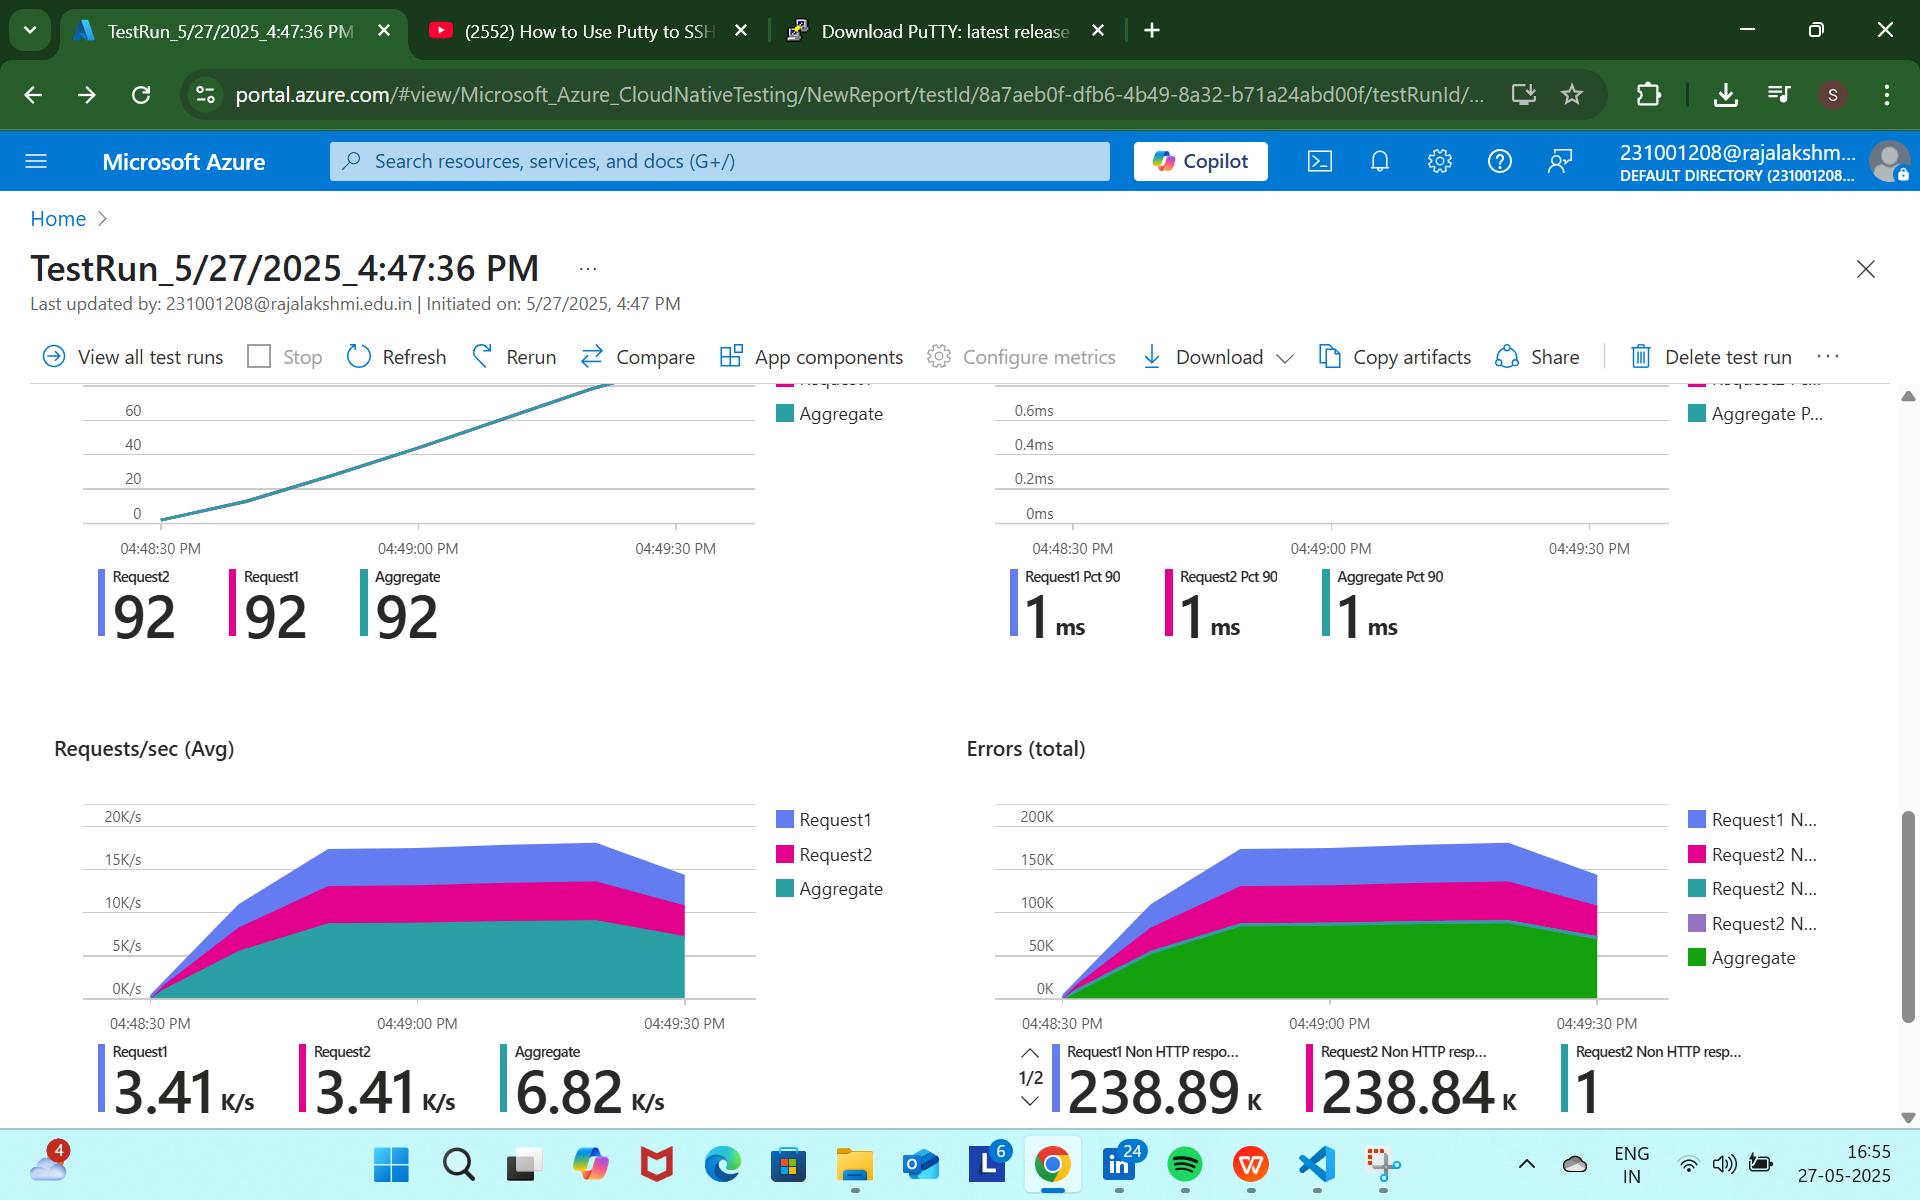 TestRun_5/27/2025_4:47:36 PM
(2552) How to Use Putty to SSH
Download PuTTY: latest release
portal.azure.com/#view/Microsoft_Azure_CloudNativeTesting/NewReport/testId/8a7aeb0f-dfb6-4b49-8a32-b71a24abd00f/testRunId/...
S
Microsoft Azure
Search resources, services, and docs (G+/)
Copilot
231001208@rajalakshm...
DEFAULT DIRECTORY (231001208...
Home
TestRun_5/27/2025_4:47:36 PM ...
Last updated by: 231001208@rajalakshmi.edu.in | Initiated on: 5/27/2025, 4:47 PM
View all test runs Stop Refresh Rerun Compare App components Configure metrics Download Copy artifacts Share Delete test run ...
60
40
20
0
04:48:30 PM 04:49:00 PM 04:49:30 PM
Aggregate
Request2 Request1 Aggregate
92 92 92
0.6ms
0.4ms
0.2ms
0ms
04:48:30 PM 04:49:00 PM 04:49:30 PM
Aggregate P...
Request1 Pct 90 Request2 Pct 90 Aggregate Pct 90
1 ms 1 ms 1 ms
Requests/sec (Avg)
20K/s
15K/s
10K/s
5K/s
0K/s
04:48:30 PM 04:49:00 PM 04:49:30 PM
Request1
Request2
Aggregate
Request1 Request2 Aggregate
3.41 K/s 3.41 K/s 6.82 K/s
Errors (total)
200K
150K
100K
50K
0K
04:48:30 PM 04:49:00 PM 04:49:30 PM
Request1 N...
Request2 N...
Request2 N...
Request2 N...
Aggregate
1/2
Request1 Non HTTP respo... Request2 Non HTTP resp... Request2 Non HTTP resp...
238.89 K 238.84 K 1
4
6
24
ENG
IN
16:55
27-05-2025